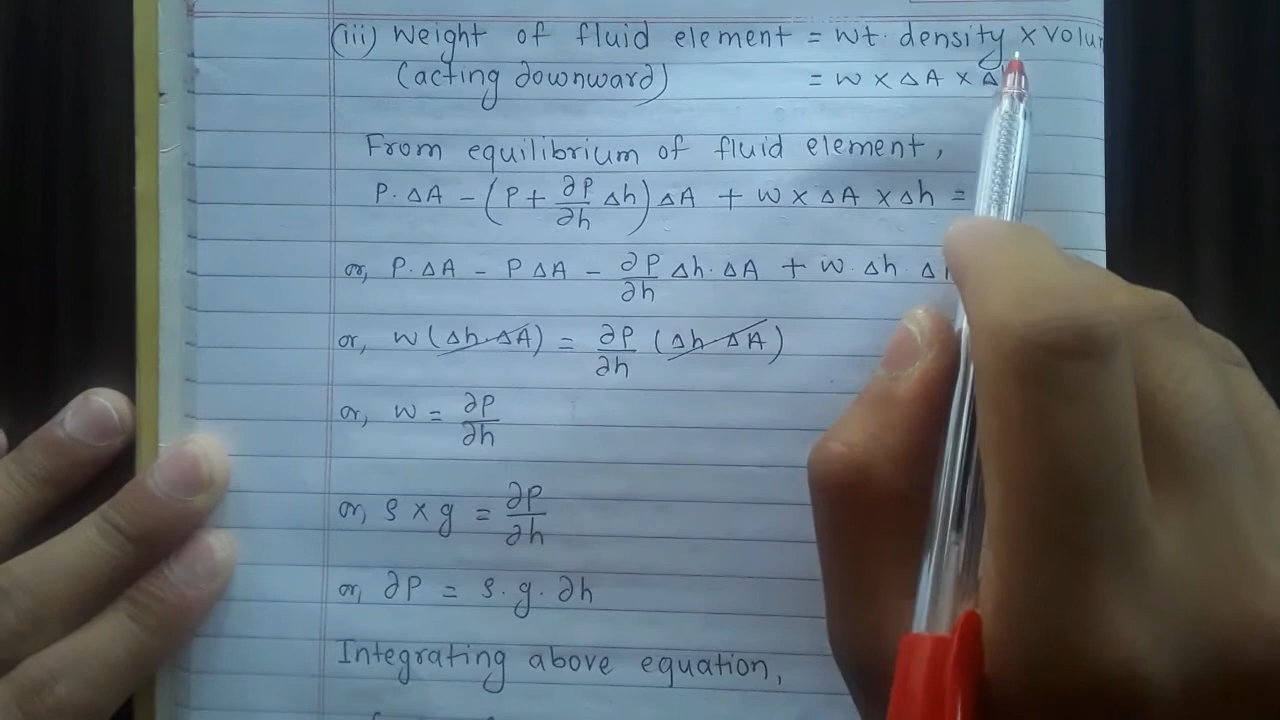 (iii) Weight of fluid element = wt. density ×
(acting downward) = w × ΔA ×
From equilibrium of fluid element,
P. ΔA - (P + ∂P/∂h Δh) ΔA + w × ΔA × Δh =
or, P. ΔA - P ΔA - ∂P/∂h Δh. ΔA + w. Δh.
or, w (Δh. ΔA) = ∂P/∂h (Δh ΔA)
or, w = ∂P/∂h
or, ρ × g = ∂P/∂h
or, ∂P = ρ. g. ∂h
Integrating above equation,